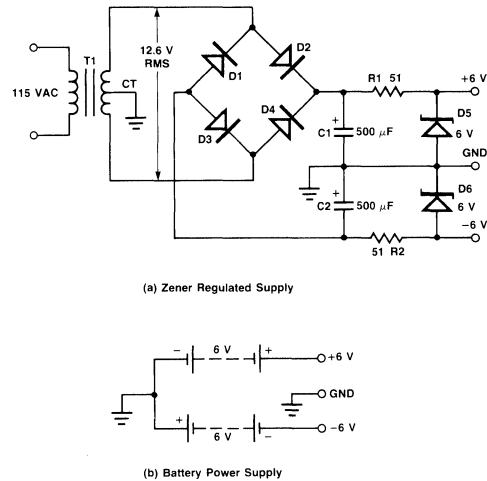 T1
115 VAC
CT
12.6 V
RMS
D1
D2
D3
D4
R1 51
+6 V
+
C1
500 µF
D5
6 V
GND
+
C2
500 µF
D6
6 V
51 R2
−6 V
(a) Zener Regulated Supply
− 6 V +
+6 V
GND
+ 6 V −
−6 V
(b) Battery Power Supply